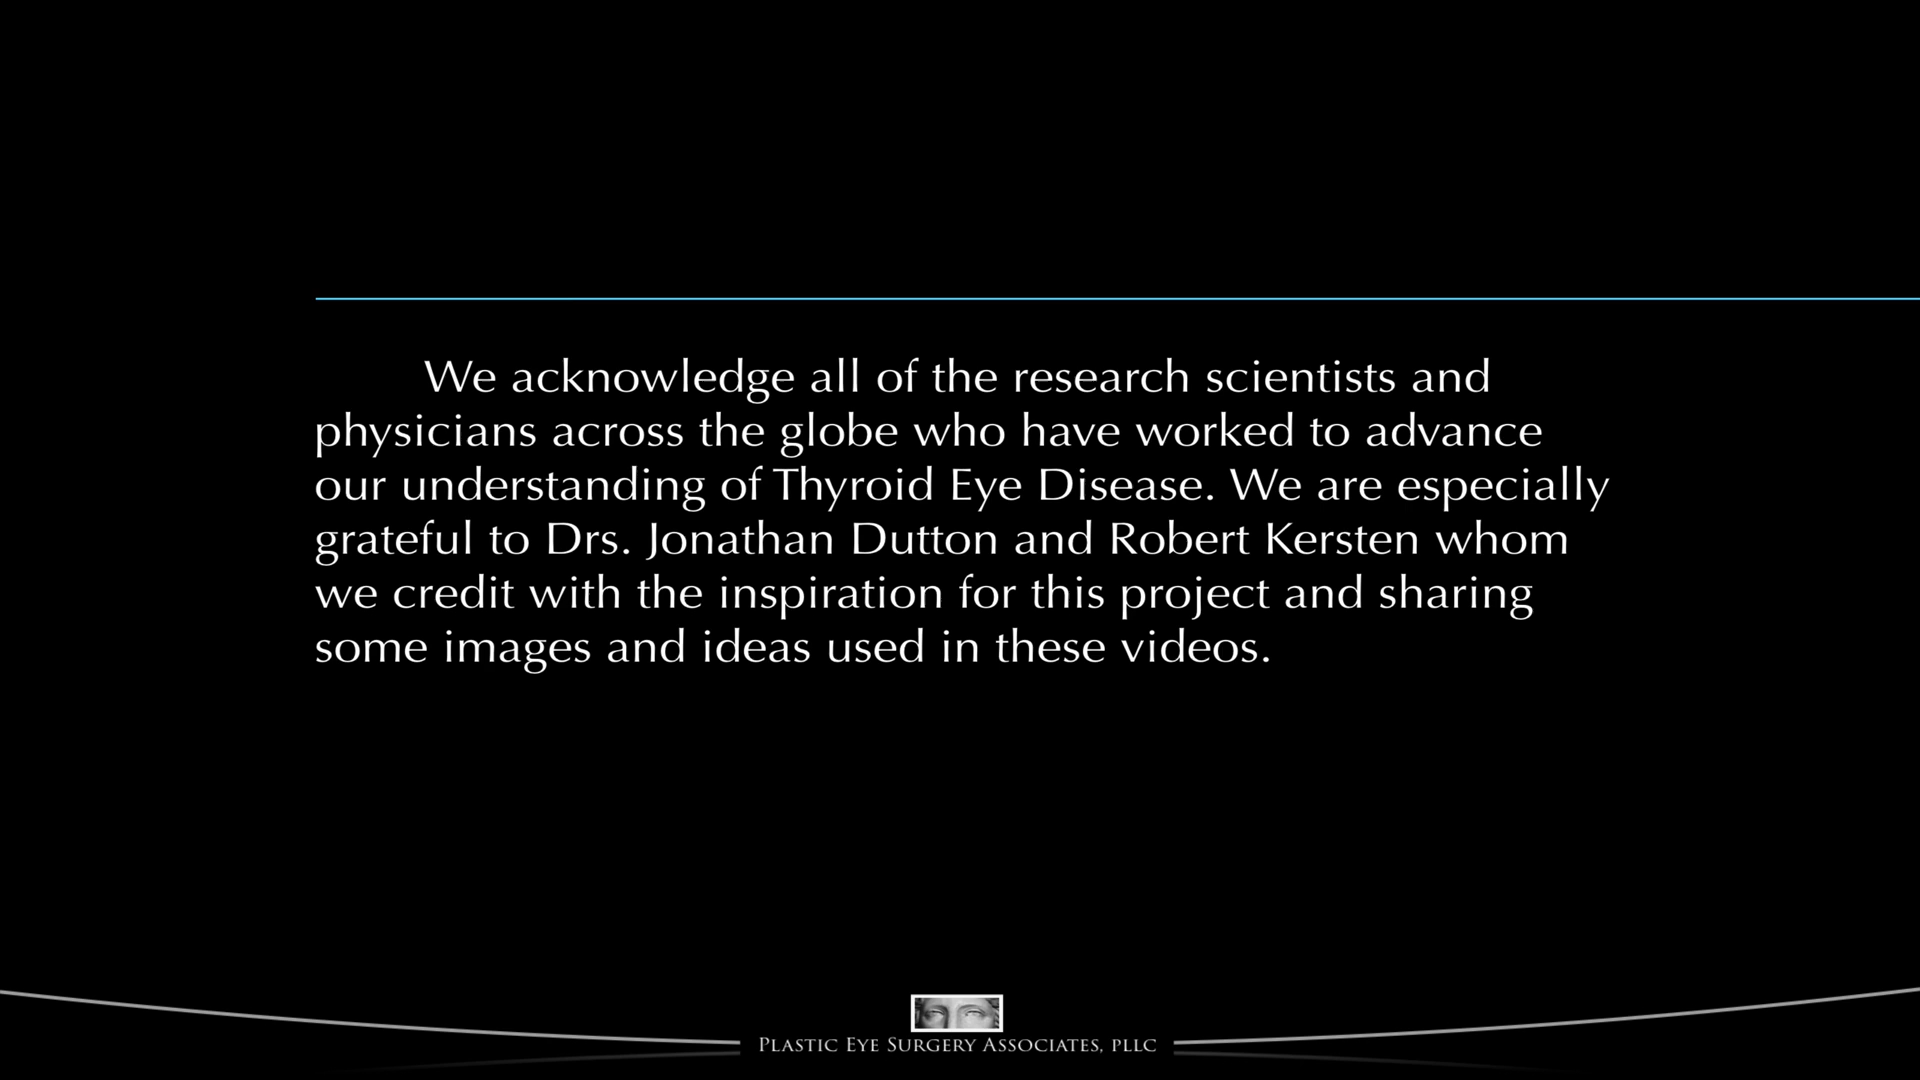 We acknowledge all of the research scientists and
physicians across the globe who have worked to advance
our understanding of Thyroid Eye Disease. We are especially
grateful to Drs. Jonathan Dutton and Robert Kersten whom
we credit with the inspiration for this project and sharing
some images and ideas used in these videos.
PLASTIC EYE SURGERY ASSOCIATES, PLLC